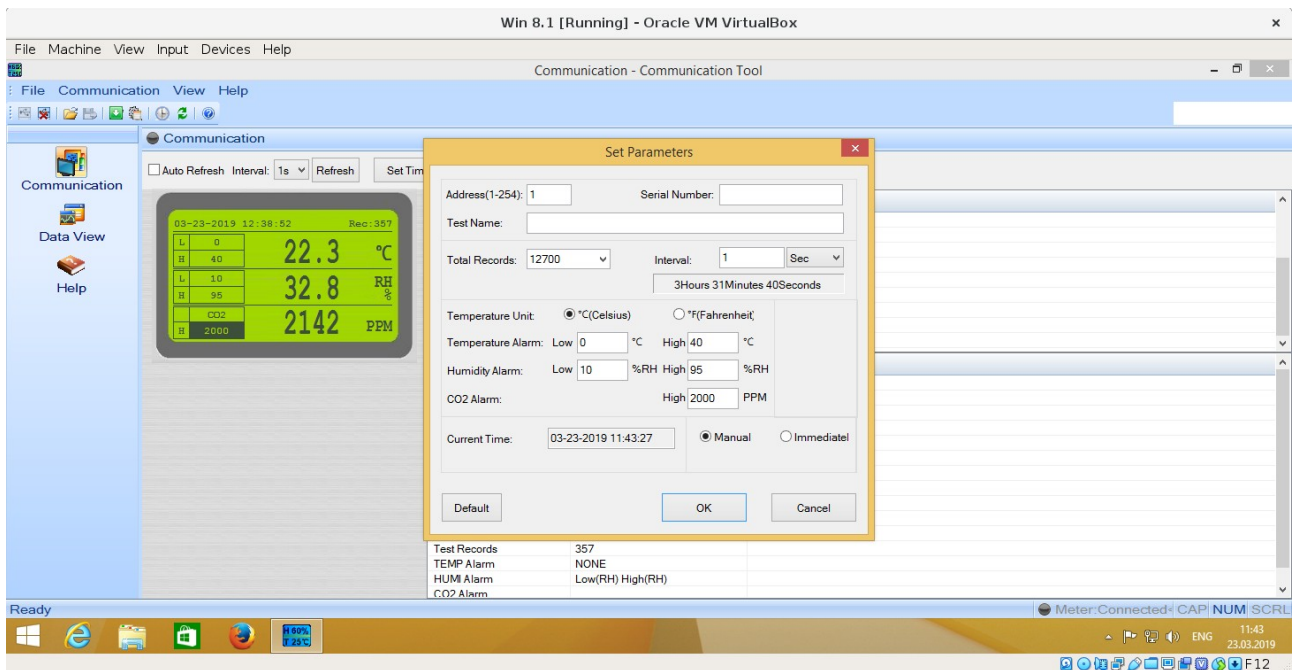 Win 8.1 [Running] - Oracle VM VirtualBox
File Machine View Input Devices Help
Communication - Communication Tool
File Communication View Help
Communication
Auto Refresh Interval: 1s Refresh Set Tim
Communication
Data View
Help
03-23-2019 12:38:52 Rec:357
L 0
H 40
22.3 °C
L 10
H 95
32.8 RH %
CO2
H 2000
2142 PPM
Set Parameters
Address(1-254): 1 Serial Number:
Test Name:
Total Records: 12700 Interval: 1 Sec
3Hours 31Minutes 40Seconds
Temperature Unit: °C(Celsius) °F(Fahrenheit)
Temperature Alarm: Low 0 °C High 40 °C
Humidity Alarm: Low 10 %RH High 95 %RH
CO2 Alarm: High 2000 PPM
Current Time: 03-23-2019 11:43:27 Manual Immediatel
Default OK Cancel
Test Records 357
TEMP Alarm NONE
HUMI Alarm Low(RH) High(RH)
CO2 Alarm
Ready Meter:Connected CAP NUM SCRL
H 60%
T 25°C
ENG 11:43
23.03.2019
F12